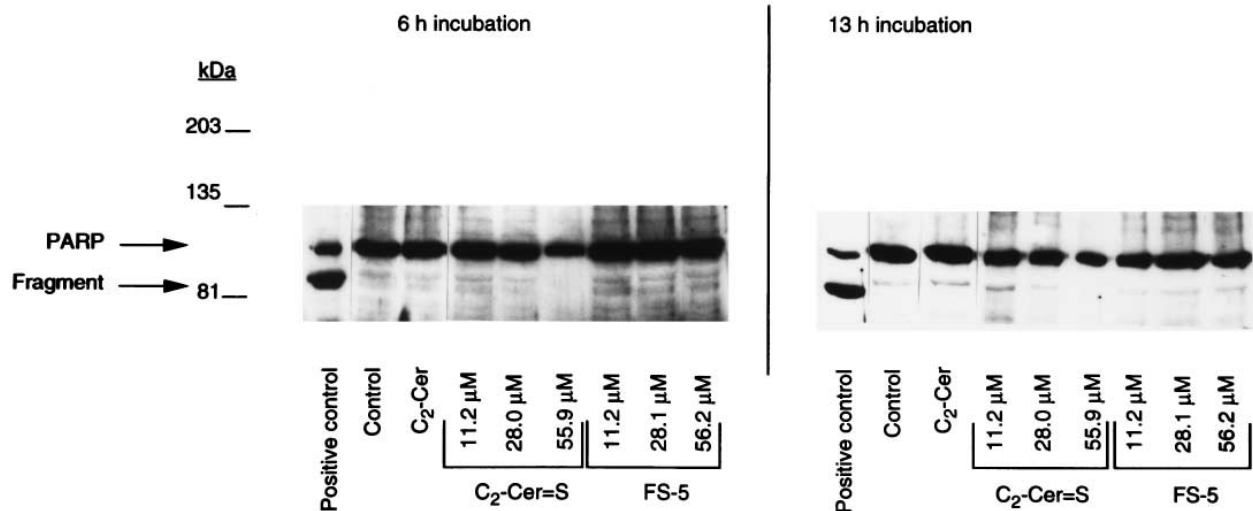 6 h incubation
13 h incubation
kDa
203
135
PARP
Fragment
81
Positive control
Control
C₂-Cer
11.2 µM
28.0 µM
55.9 µM
11.2 µM
28.1 µM
56.2 µM
C₂-Cer=S
FS-5
Positive control
Control
C₂-Cer
11.2 µM
28.0 µM
55.9 µM
11.2 µM
28.1 µM
56.2 µM
C₂-Cer=S
FS-5